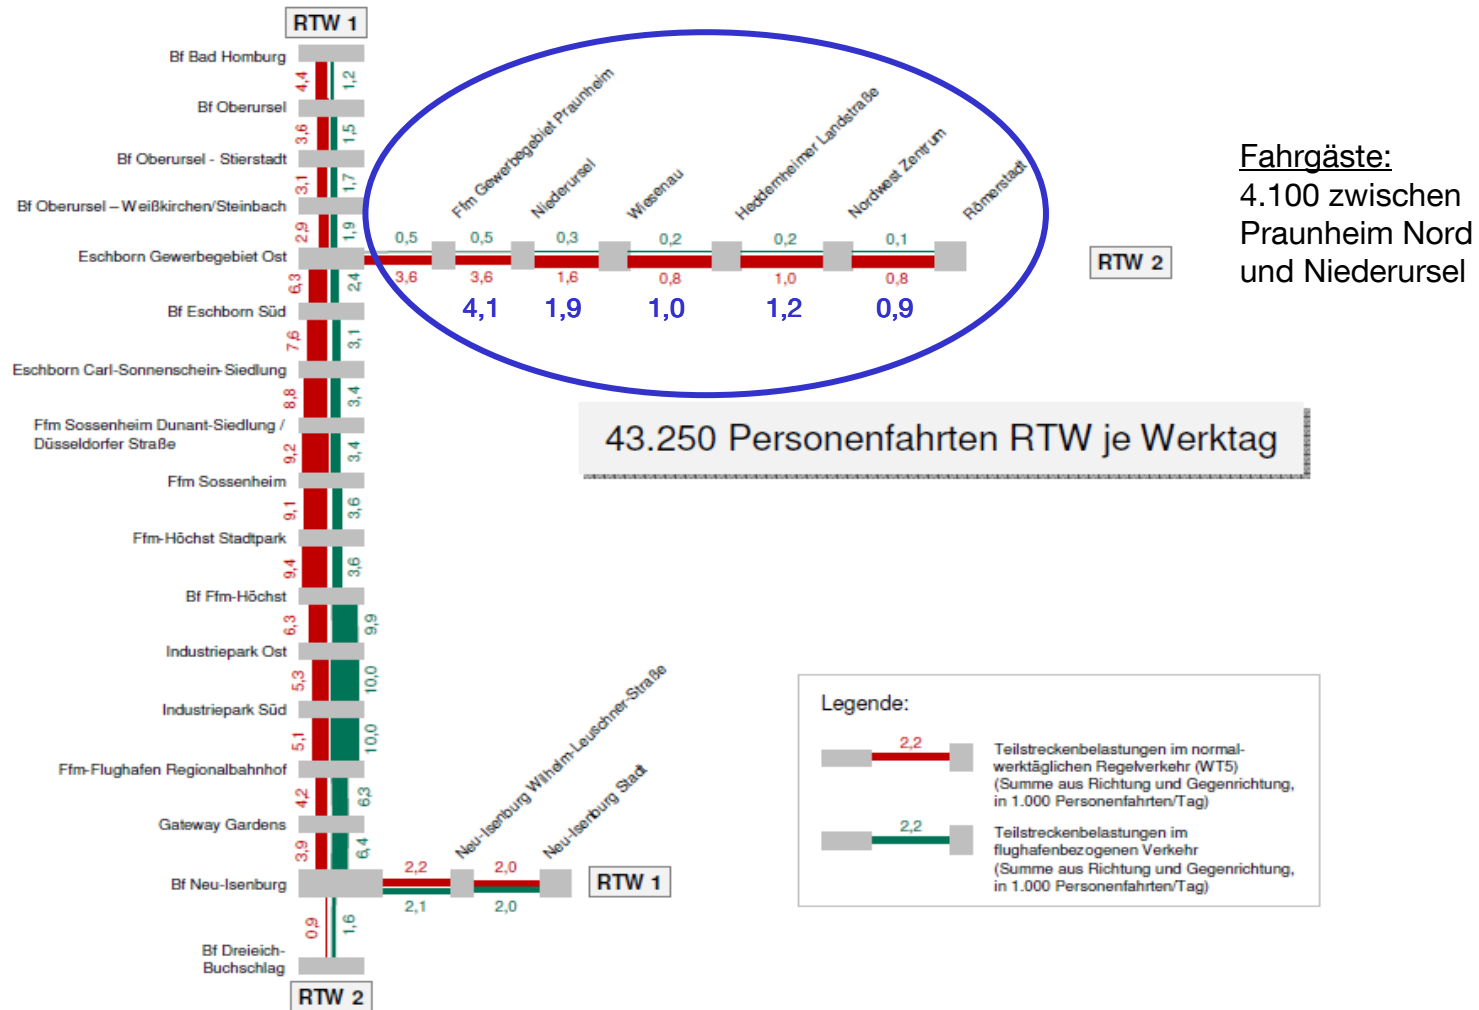 RTW 1
Bf Bad Homburg
4,4
1,2
Bf Oberursel
3,6
1,5
Bf Oberursel - Stierstadt
3,1
1,7
Bf Oberursel – Weißkirchen/Steinbach
2,9
1,9
Eschborn Gewerbegebiet Ost
6,3
2,4
Bf Eschborn Süd
7,6
3,1
Eschborn Carl-Sonnenschein-Siedlung
8,8
3,4
Ffm Sossenheim Dunant-Siedlung /
Düsseldorfer Straße
9,2
3,4
Ffm Sossenheim
9,1
3,6
Ffm-Höchst Stadtpark
9,4
3,6
Bf Ffm-Höchst
6,3
9,9
Industriepark Ost
5,3
10,0
Industriepark Süd
5,1
10,0
Ffm-Flughafen Regionalbahnhof
4,2
6,3
Gateway Gardens
3,9
6,4
Bf Neu-Isenburg
0,9
1,6
Bf Dreieich-
Buchschlag
RTW 2
Ffm Gewerbegebiet Praunheim
Niederursel
Wiesenau
Heddernheimer Landstraße
Nordwest Zentrum
Römerstadt
0,5 0,5 0,3 0,2 0,2 0,1
3,6 3,6 1,6 0,8 1,0 0,8
4,1 1,9 1,0 1,2 0,9
RTW 2
Fahrgäste:
4.100 zwischen
Praunheim Nord
und Niederursel
43.250 Personenfahrten RTW je Werktag
Neu-Isenburg Wilhelm-Leuschner-Straße
Neu-Isenburg Stadt
2,2 2,0
2,1 2,0
RTW 1
Legende:
2,2
Teilstreckenbelastungen im normal-
werktäglichen Regelverkehr (WT5)
(Summe aus Richtung und Gegenrichtung,
in 1.000 Personenfahrten/Tag)
2,2
Teilstreckenbelastungen im
flughafenbezogenen Verkehr
(Summe aus Richtung und Gegenrichtung,
in 1.000 Personenfahrten/Tag)